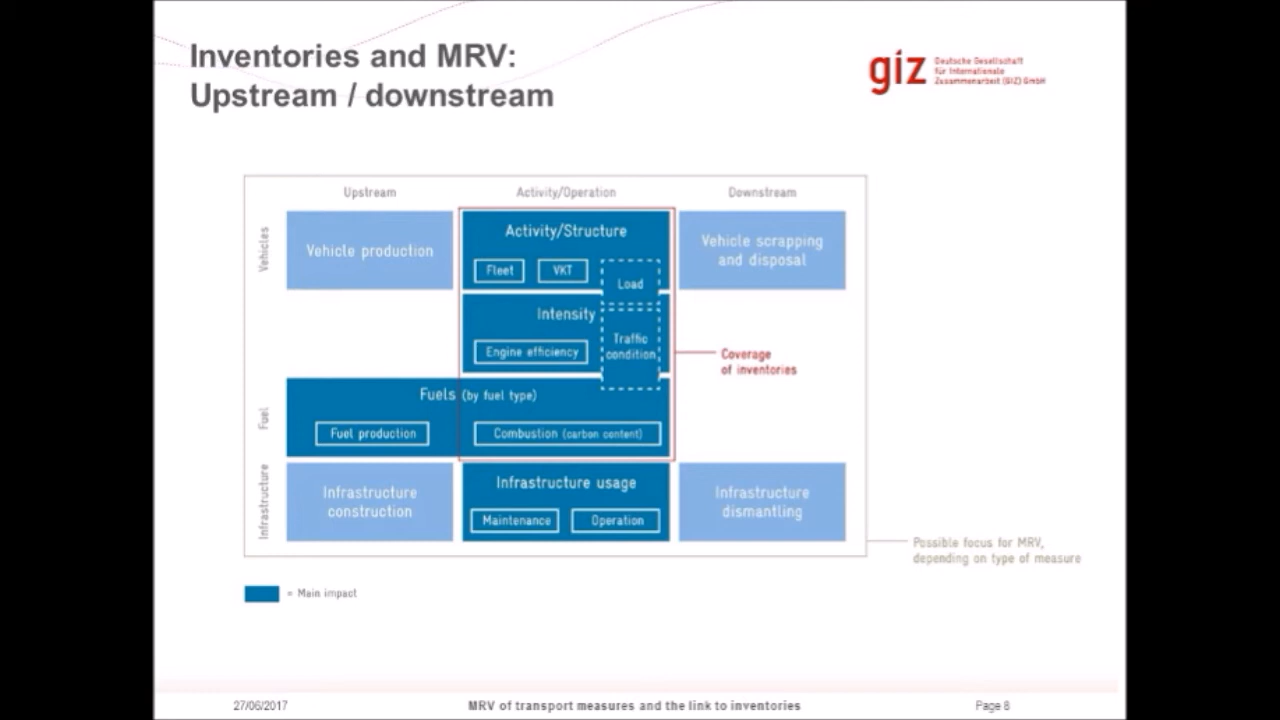 Inventories and MRV:
Upstream / downstream
giz
Deutsche Gesellschaft
für Internationale
Zusammenarbeit (GIZ) GmbH
Upstream
Activity/Operation
Downstream
Vehicles
Vehicle production
Activity/Structure
Fleet
VKT
Load
Vehicle scrapping
and disposal
Intensity
Engine efficiency
Traffic
condition
Coverage
of inventories
Fuel
Fuels (by fuel type)
Fuel production
Combustion (carbon content)
Infrastructure
Infrastructure
construction
Infrastructure usage
Maintenance
Operation
Infrastructure
dismantling
Possible focus for MRV,
depending on type of measure
= Main impact
27/06/2017
MRV of transport measures and the link to inventories
Page 8